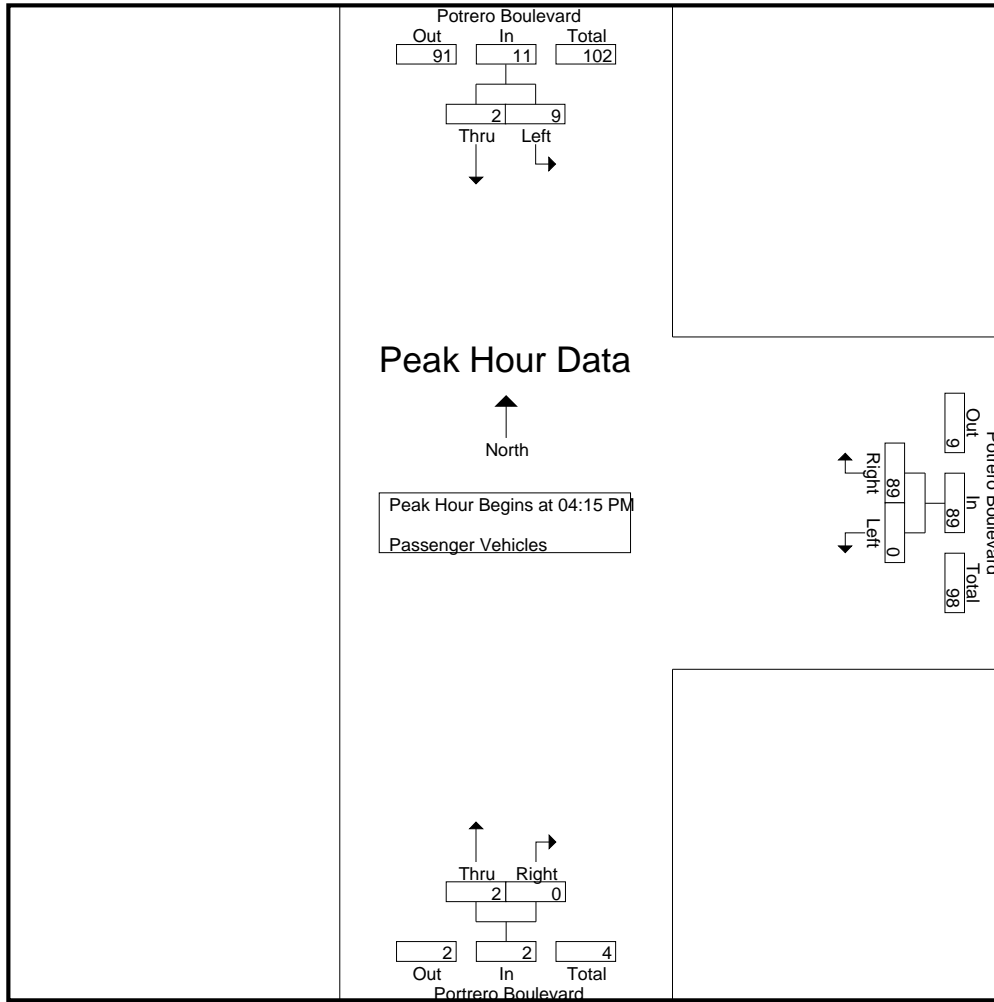 Potrero Boulevard
Out In Total
91 11 102
2 9
Thru Left
Peak Hour Data
North
Peak Hour Begins at 04:15 PM
Passenger Vehicles
Potrero Boulevard
Out In Total
9 89 98
Right Left
89 0
Thru Right
2 0
2 2 4
Out In Total
Portrero Boulevard